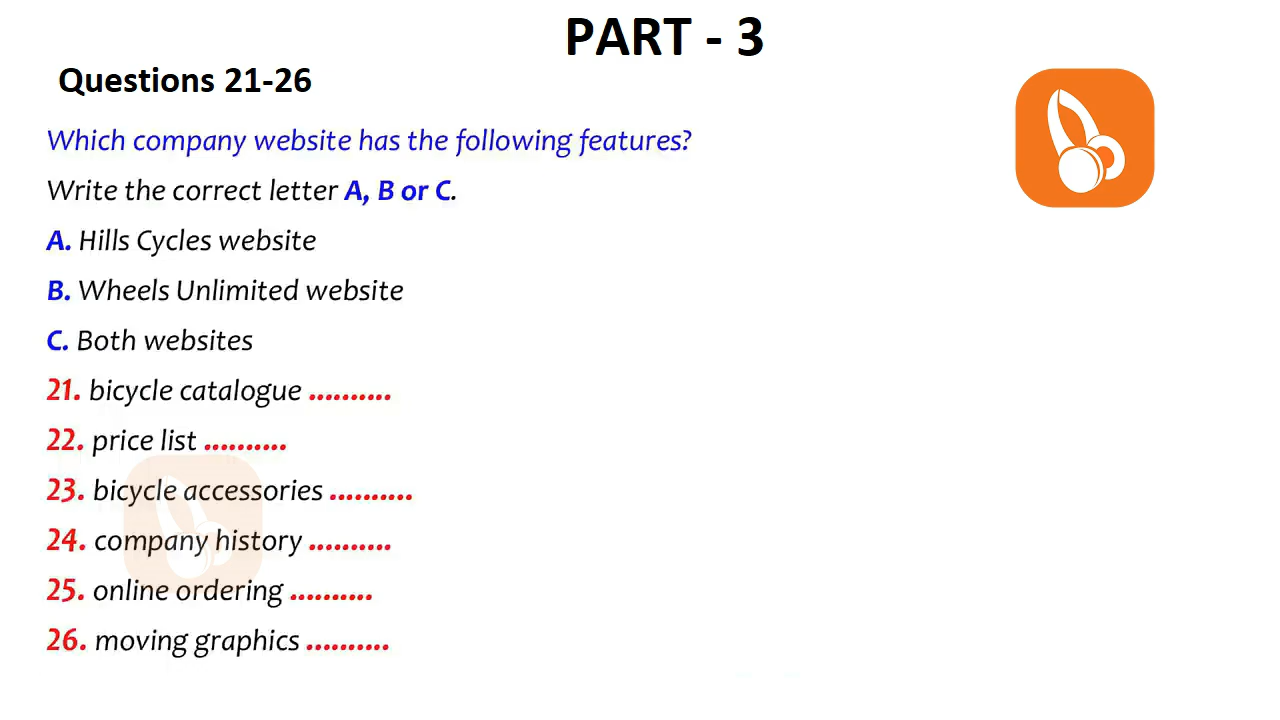 PART - 3
Questions 21-26
Which company website has the following features?
Write the correct letter A, B or C.
A. Hills Cycles website
B. Wheels Unlimited website
C. Both websites
21. bicycle catalogue ..........
22. price list ..........
23. bicycle accessories ..........
24. company history ..........
25. online ordering ..........
26. moving graphics ..........